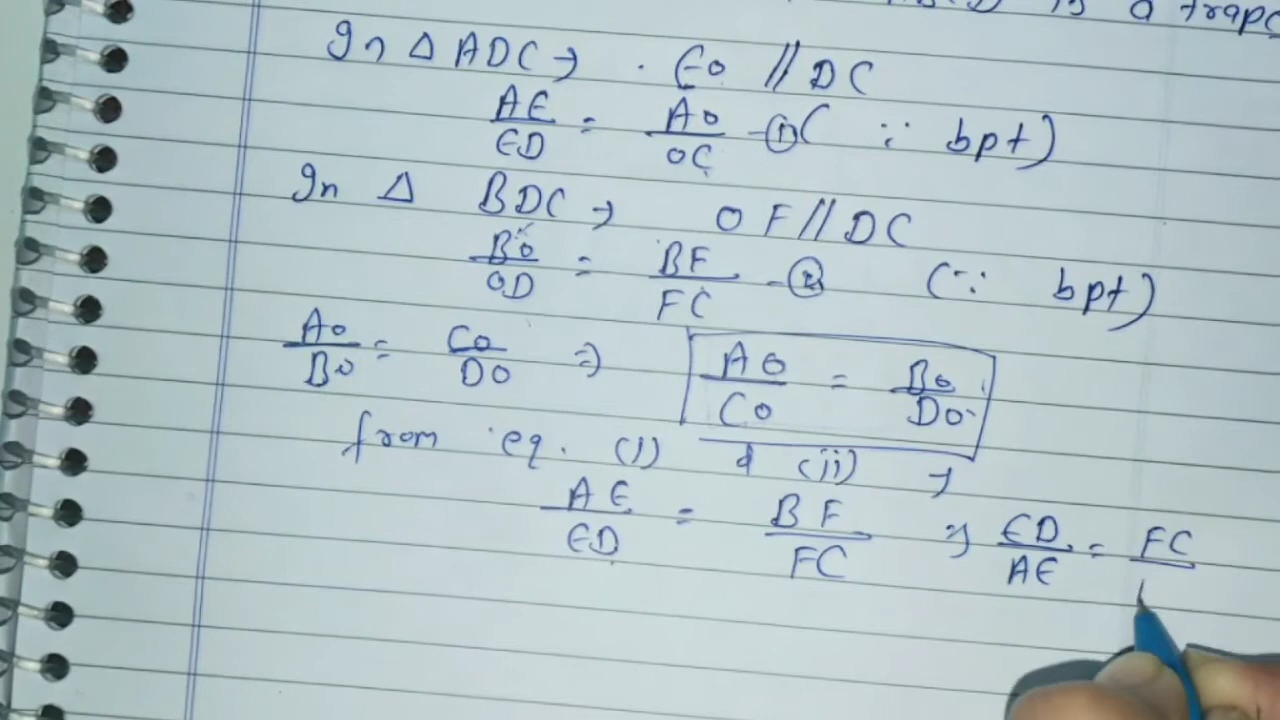 is a trape
In Δ ADC → . EO // DC
AE/ED = AO/OC - ① (∵ bpt)
In Δ BDC → OF // DC
BO/OD = BF/FC - ② (∵ bpt)
AO/BO = CO/DO ⇒ AO/CO = BO/DO
from eq. (i) & (ii) →
AE/ED = BF/FC ⇒ ED/AE = FC/